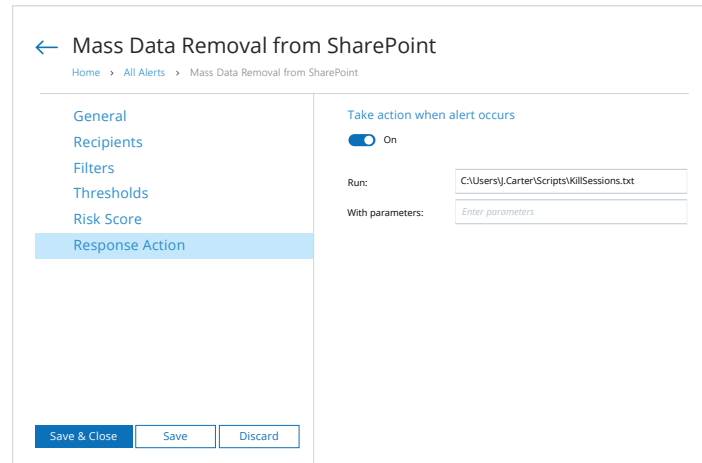 Mass Data Removal from SharePoint
Home › All Alerts › Mass Data Removal from SharePoint
General
Recipients
Filters
Thresholds
Risk Score
Response Action
Take action when alert occurs
On
Run: C:\Users\J.Carter\Scripts\KillSessions.txt
With parameters: Enter parameters
Save & Close Save Discard